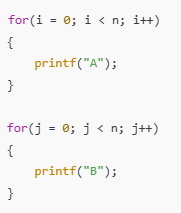 for(i = 0; i < n; i++)
{
    printf("A");
}
for(j = 0; j < n; j++)
{
    printf("B");
}